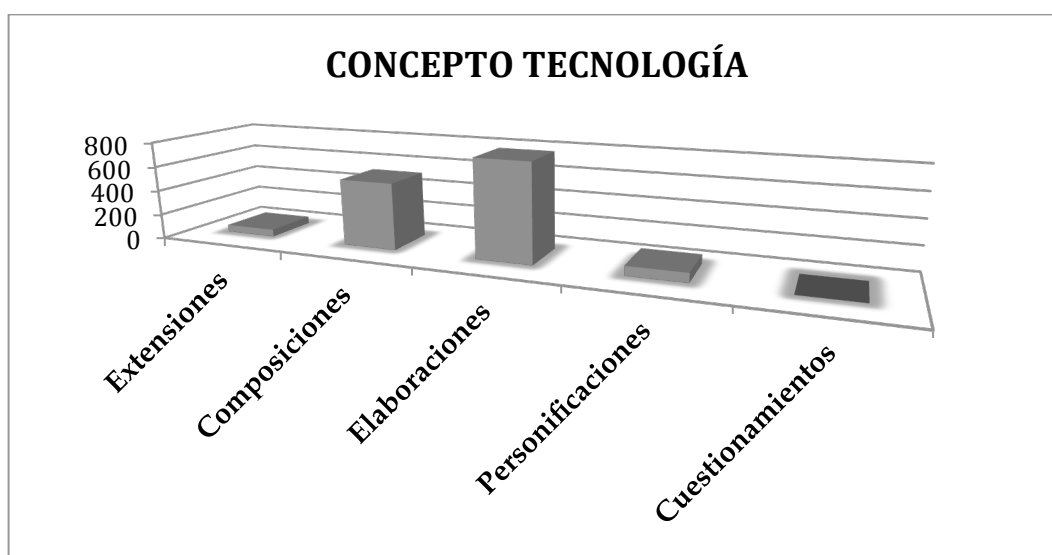 CONCEPTO TECNOLOGÍA
800
600
400
200
0
Extensiones
Composiciones
Elaboraciones
Personificaciones
Cuestionamientos